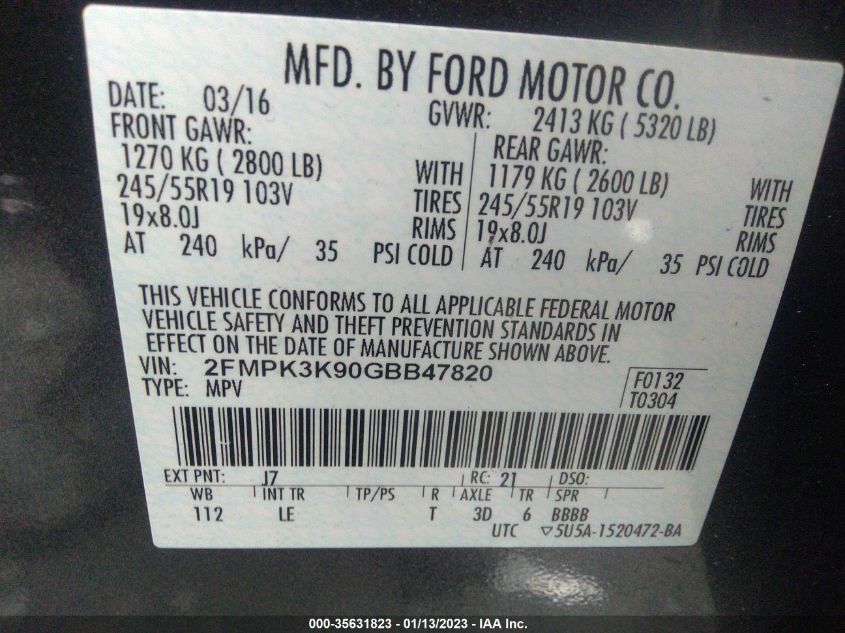 MFD. BY FORD MOTOR CO.
DATE: 03/16
GVWR: 2413 KG ( 5320 LB)
FRONT GAWR:
1270 KG ( 2800 LB) WITH
245/55R19 103V TIRES
19x8.0J RIMS
AT 240 kPa/ 35 PSI COLD
REAR GAWR:
1179 KG ( 2600 LB) WITH
245/55R19 103V TIRES
19x8.0J RIMS
AT 240 kPa/ 35 PSI COLD
THIS VEHICLE CONFORMS TO ALL APPLICABLE FEDERAL MOTOR
VEHICLE SAFETY AND THEFT PREVENTION STANDARDS IN
EFFECT ON THE DATE OF MANUFACTURE SHOWN ABOVE.
VIN: 2FMPK3K90GBB47820
TYPE: MPV
F0132
T0304
EXT PNT: J7 RC: 21 DSO:
WB INT TR TP/PS R AXLE TR SPR
112 LE T 3D 6 BBBB
UTC ▽5U5A-1520472-BA
000-35631823 - 01/13/2023 - IAA Inc.